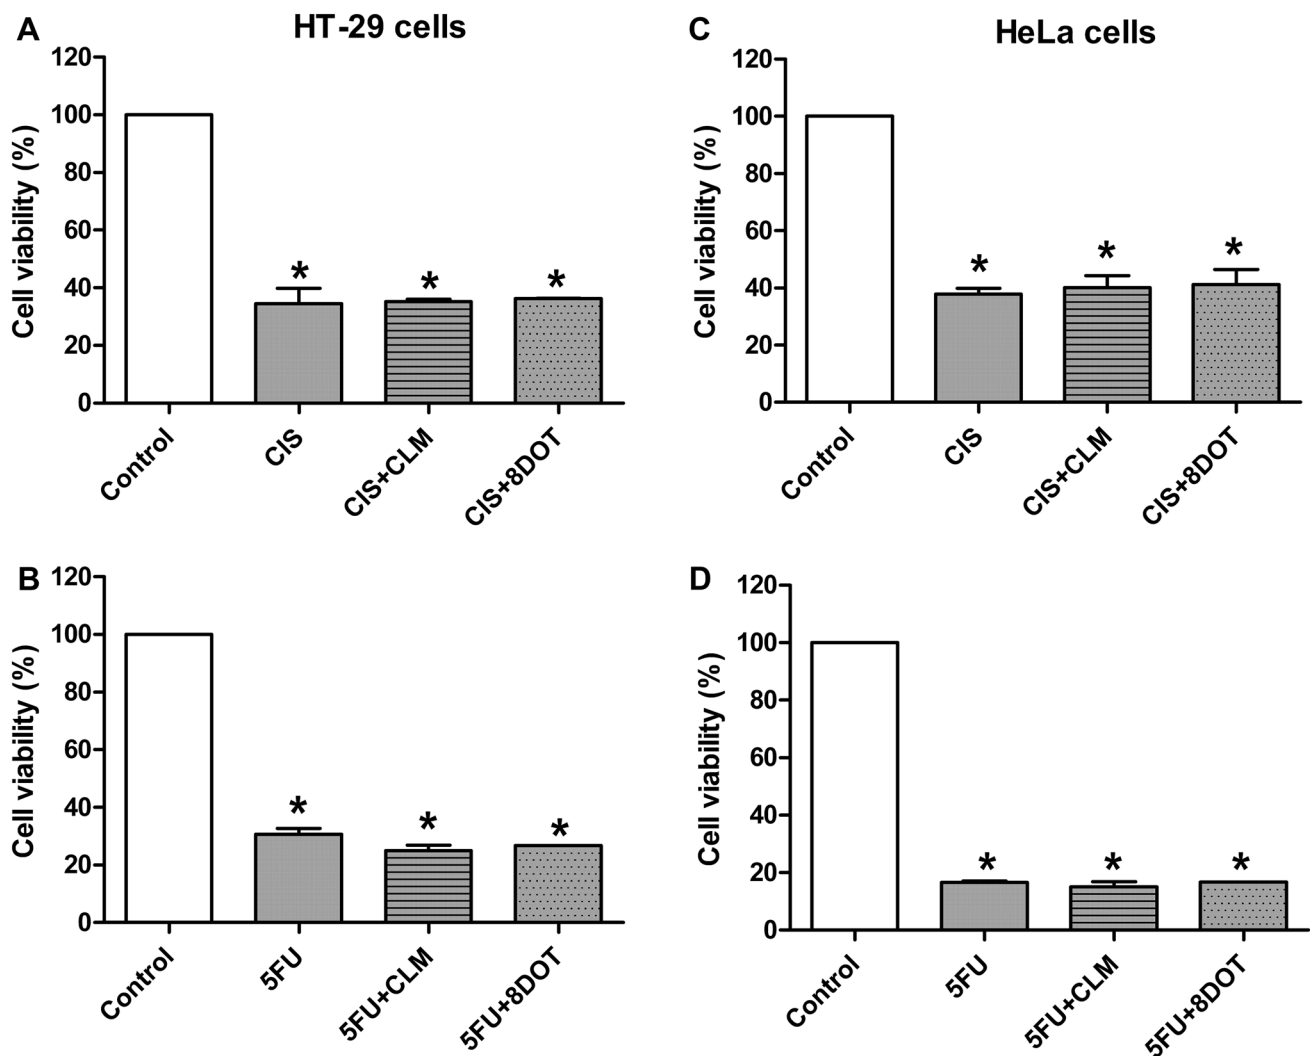 A
HT-29 cells
Cell viability (%)
120
100
80
60
40
20
0
*
*
*
Control
CIS
CIS+CLM
CIS+8DOT
C
HeLa cells
Cell viability (%)
120
100
80
60
40
20
0
*
*
*
Control
CIS
CIS+CLM
CIS+8DOT
B
Cell viability (%)
120
100
80
60
40
20
0
*
*
*
Control
5FU
5FU+CLM
5FU+8DOT
D
Cell viability (%)
120
100
80
60
40
20
0
*
*
*
Control
5FU
5FU+CLM
5FU+8DOT